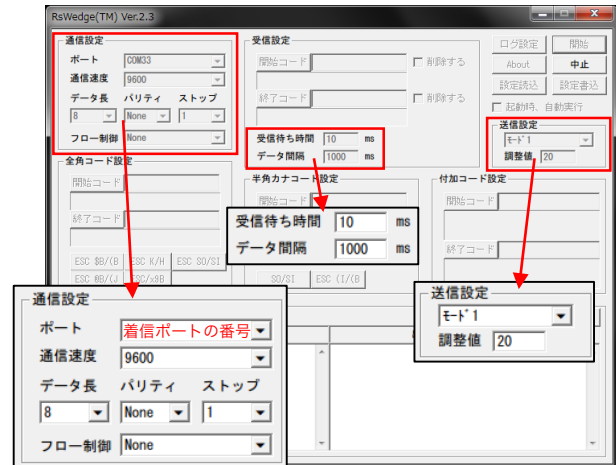 RsWedge(TM) Ver.2.3
通信設定
ポート COM33
通信速度 9600
データ長 パリティ ストップ
8 None 1
フロー制御 None
受信設定
開始コード 削除する
終了コード 削除する
受信待ち時間 10 ms
データ間隔 1000 ms
ログ設定 開始
About 中止
設定読込 設定書込
起動時、自動実行
送信設定
ﾓｰﾄﾞ1
調整値 20
全角コード設定
開始コード
終了コード
ESC $B/(B ESC K/H ESC SO/SI
ESC @B/(J ESC/x9B
半角カナコード設定
開始コード
SO/SI ESC (I/(B
付加コード設定
開始コード
終了コード
受信待ち時間 10 ms
データ間隔 1000 ms
送信設定
ﾓｰﾄﾞ1
調整値 20
通信設定
ポート 着信ポートの番号
通信速度 9600
データ長 パリティ ストップ
8 None 1
フロー制御 None